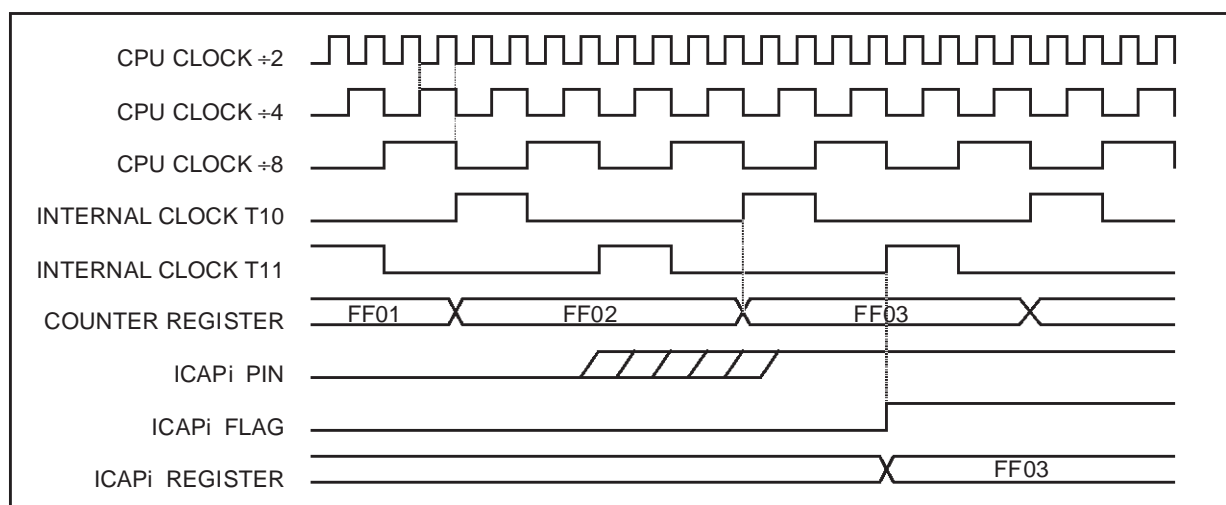 CPU CLOCK ÷2
CPU CLOCK ÷4
CPU CLOCK ÷8
INTERNAL CLOCK T10
INTERNAL CLOCK T11
COUNTER REGISTER FF01 FF02 FF03
ICAPi PIN
ICAPi FLAG
ICAPi REGISTER FF03